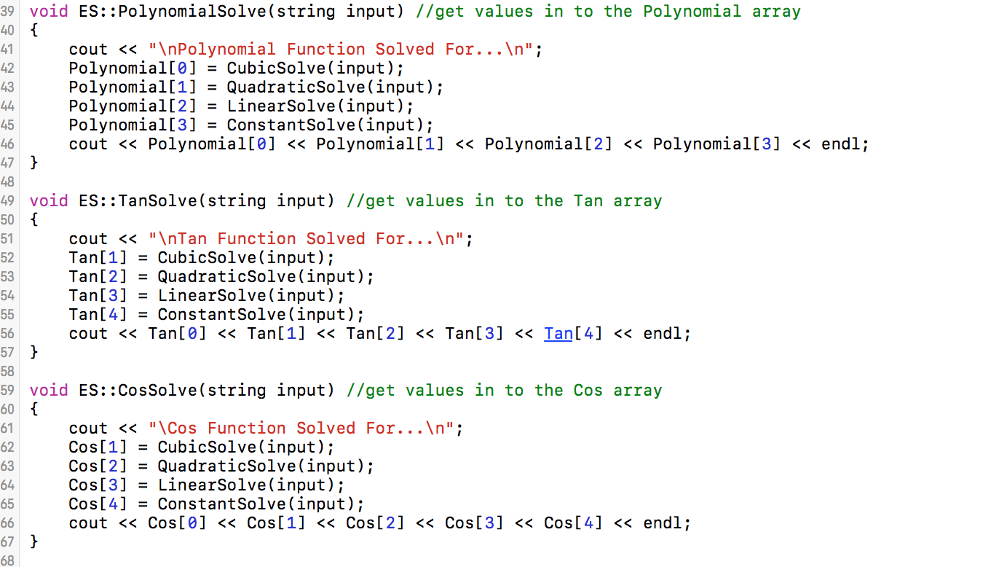 39 void ES::PolynomialSolve(string input) //get values in to the Polynomial array
40 {
41     cout << "\nPolynomial Function Solved For...\n";
42     Polynomial[0] = CubicSolve(input);
43     Polynomial[1] = QuadraticSolve(input);
44     Polynomial[2] = LinearSolve(input);
45     Polynomial[3] = ConstantSolve(input);
46     cout << Polynomial[0] << Polynomial[1] << Polynomial[2] << Polynomial[3] << endl;
47 }
48
49 void ES::TanSolve(string input) //get values in to the Tan array
50 {
51     cout << "\nTan Function Solved For...\n";
52     Tan[1] = CubicSolve(input);
53     Tan[2] = QuadraticSolve(input);
54     Tan[3] = LinearSolve(input);
55     Tan[4] = ConstantSolve(input);
56     cout << Tan[0] << Tan[1] << Tan[2] << Tan[3] << Tan[4] << endl;
57 }
58
59 void ES::CosSolve(string input) //get values in to the Cos array
60 {
61     cout << "\Cos Function Solved For...\n";
62     Cos[1] = CubicSolve(input);
63     Cos[2] = QuadraticSolve(input);
64     Cos[3] = LinearSolve(input);
65     Cos[4] = ConstantSolve(input);
66     cout << Cos[0] << Cos[1] << Cos[2] << Cos[3] << Cos[4] << endl;
67 }
68